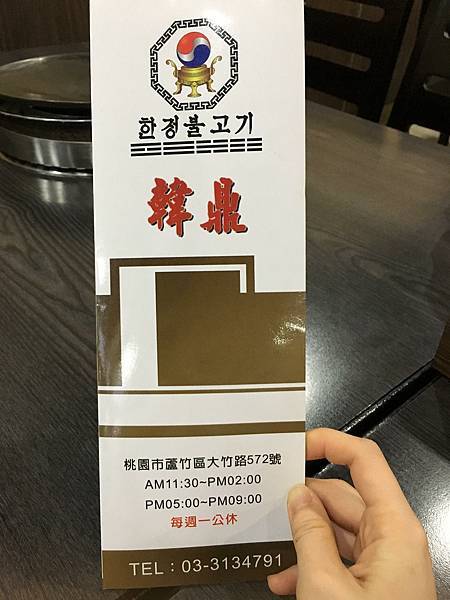 한정불고기
韓鼎
桃園市蘆竹區大竹路572號
AM11:30~PM02:00
PM05:00~PM09:00
每週一公休
TEL：03-3134791